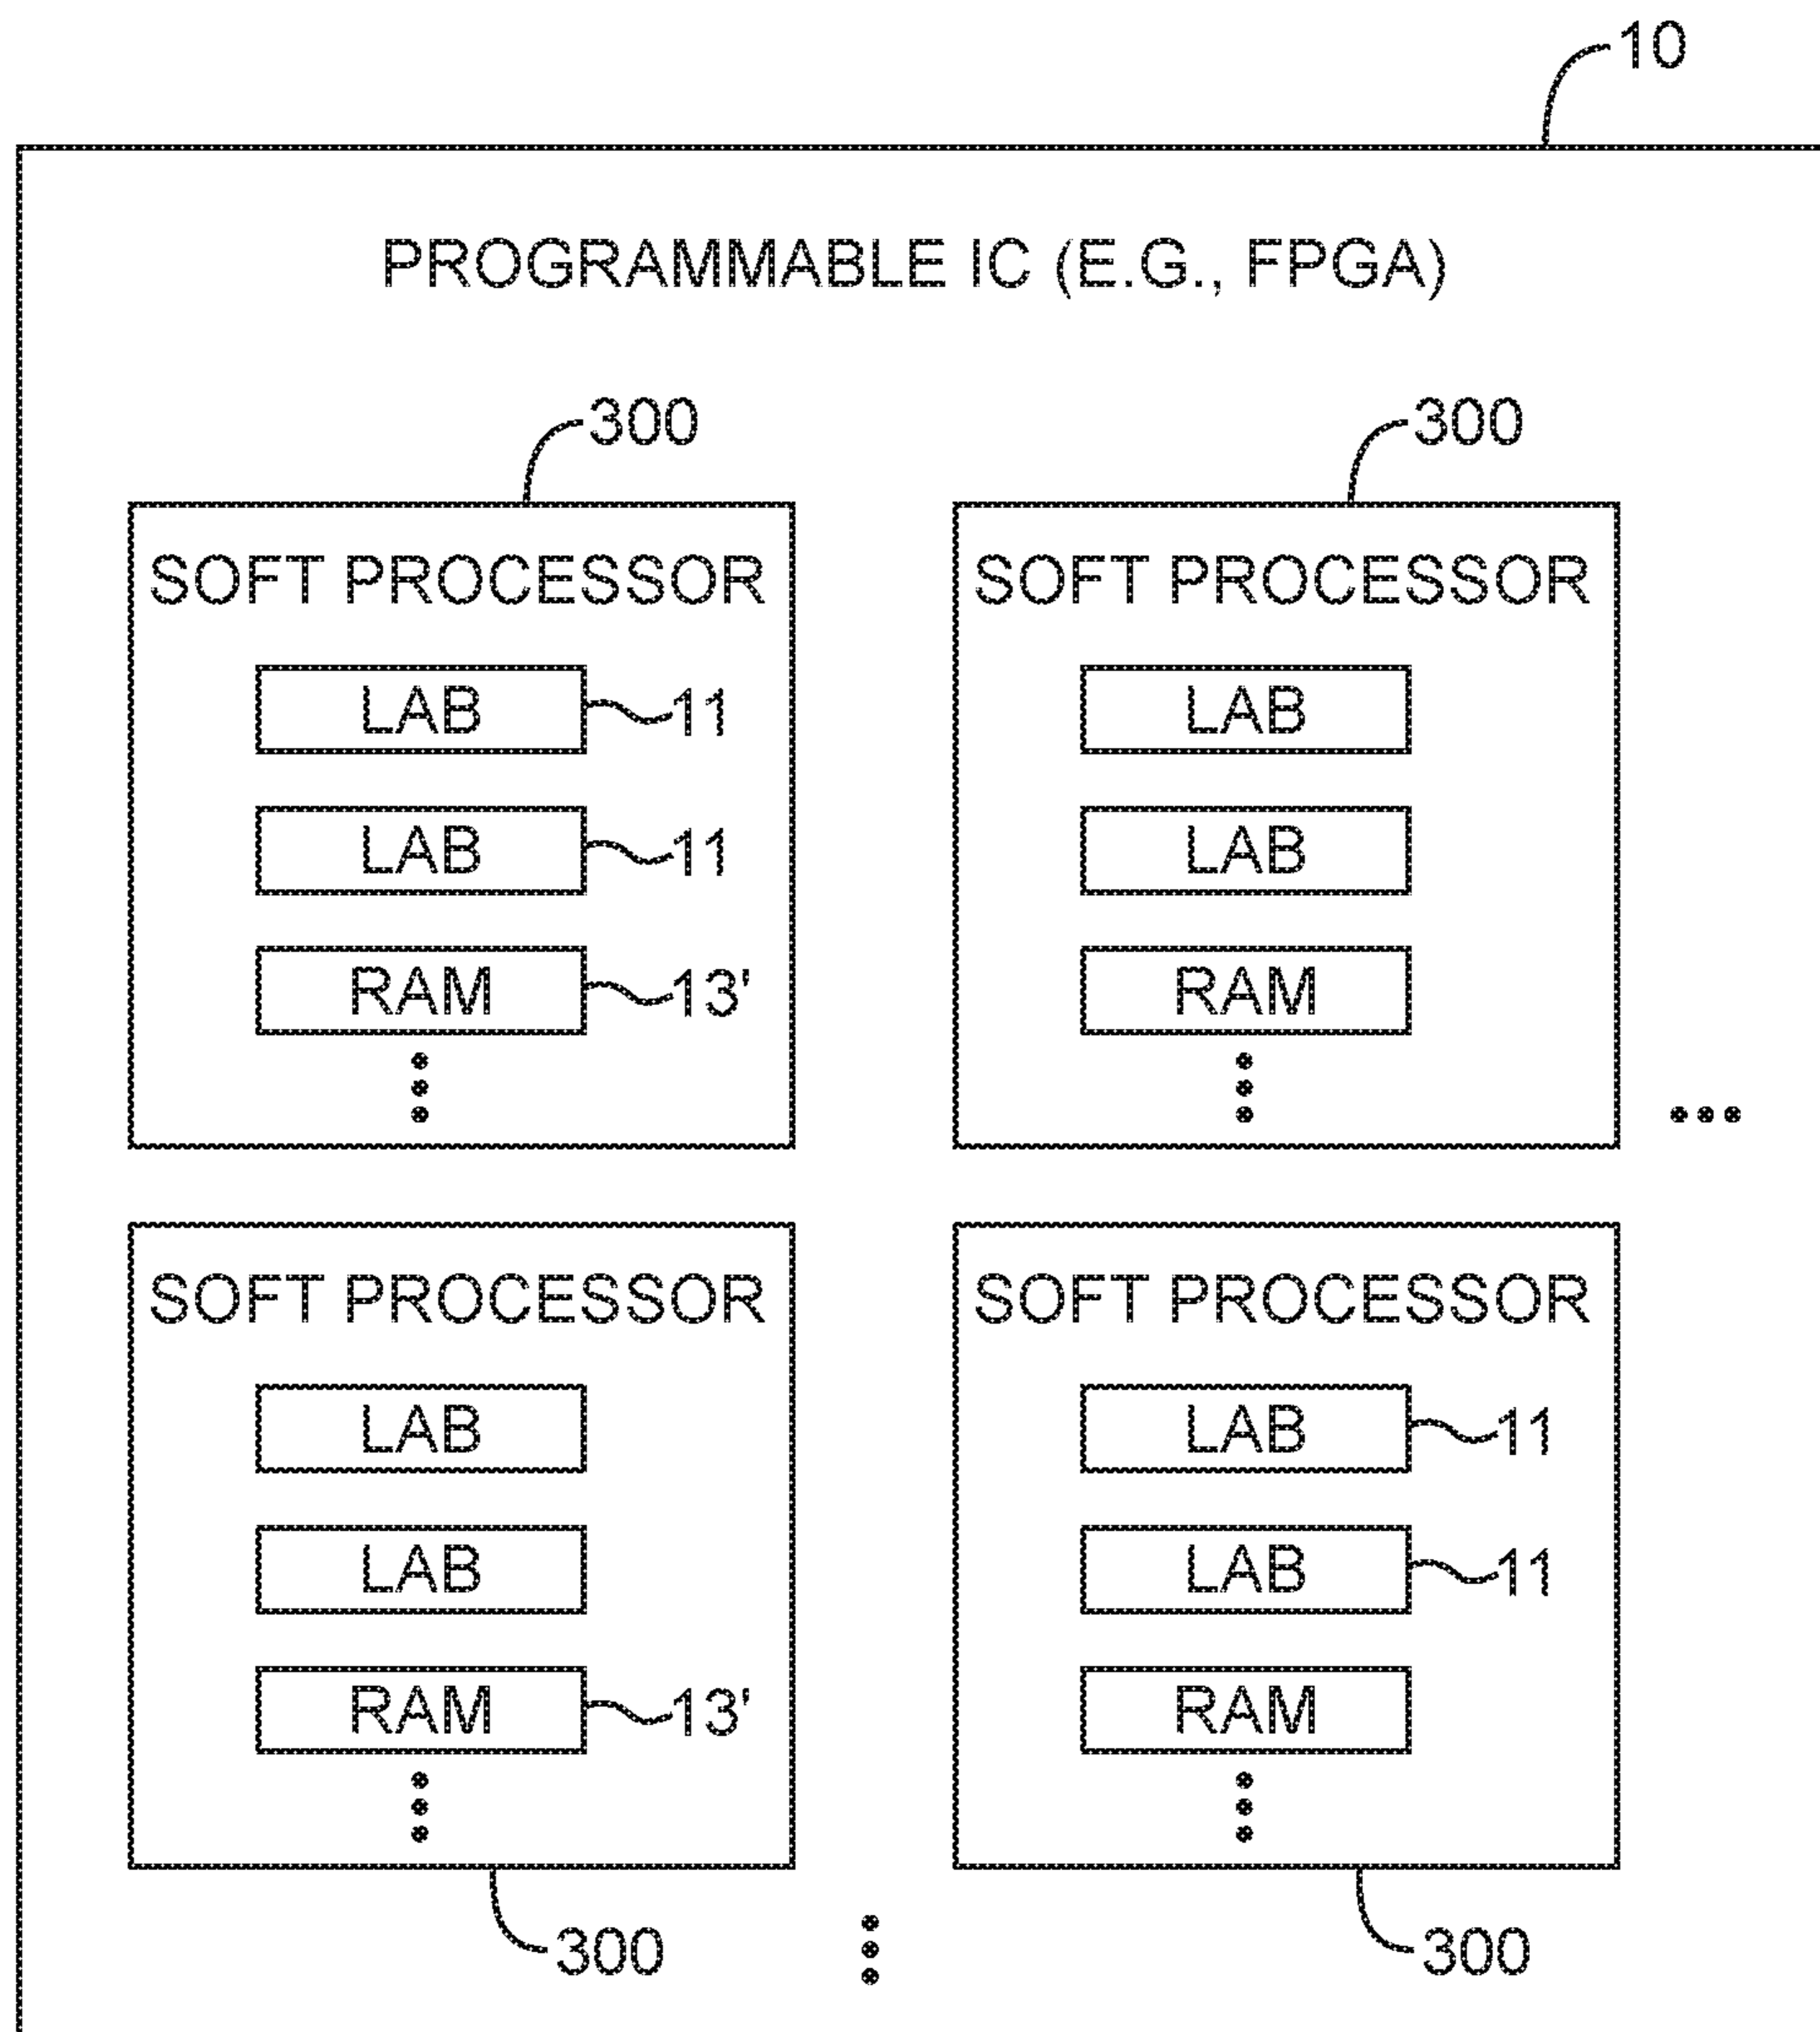 10
PROGRAMMABLE IC (E.G., FPGA)
300
300
SOFT PROCESSOR
LAB 11
LAB 11
RAM 13'
SOFT PROCESSOR
LAB
LAB
RAM
SOFT PROCESSOR
LAB
LAB
RAM 13'
300
SOFT PROCESSOR
LAB 11
LAB 11
RAM
300